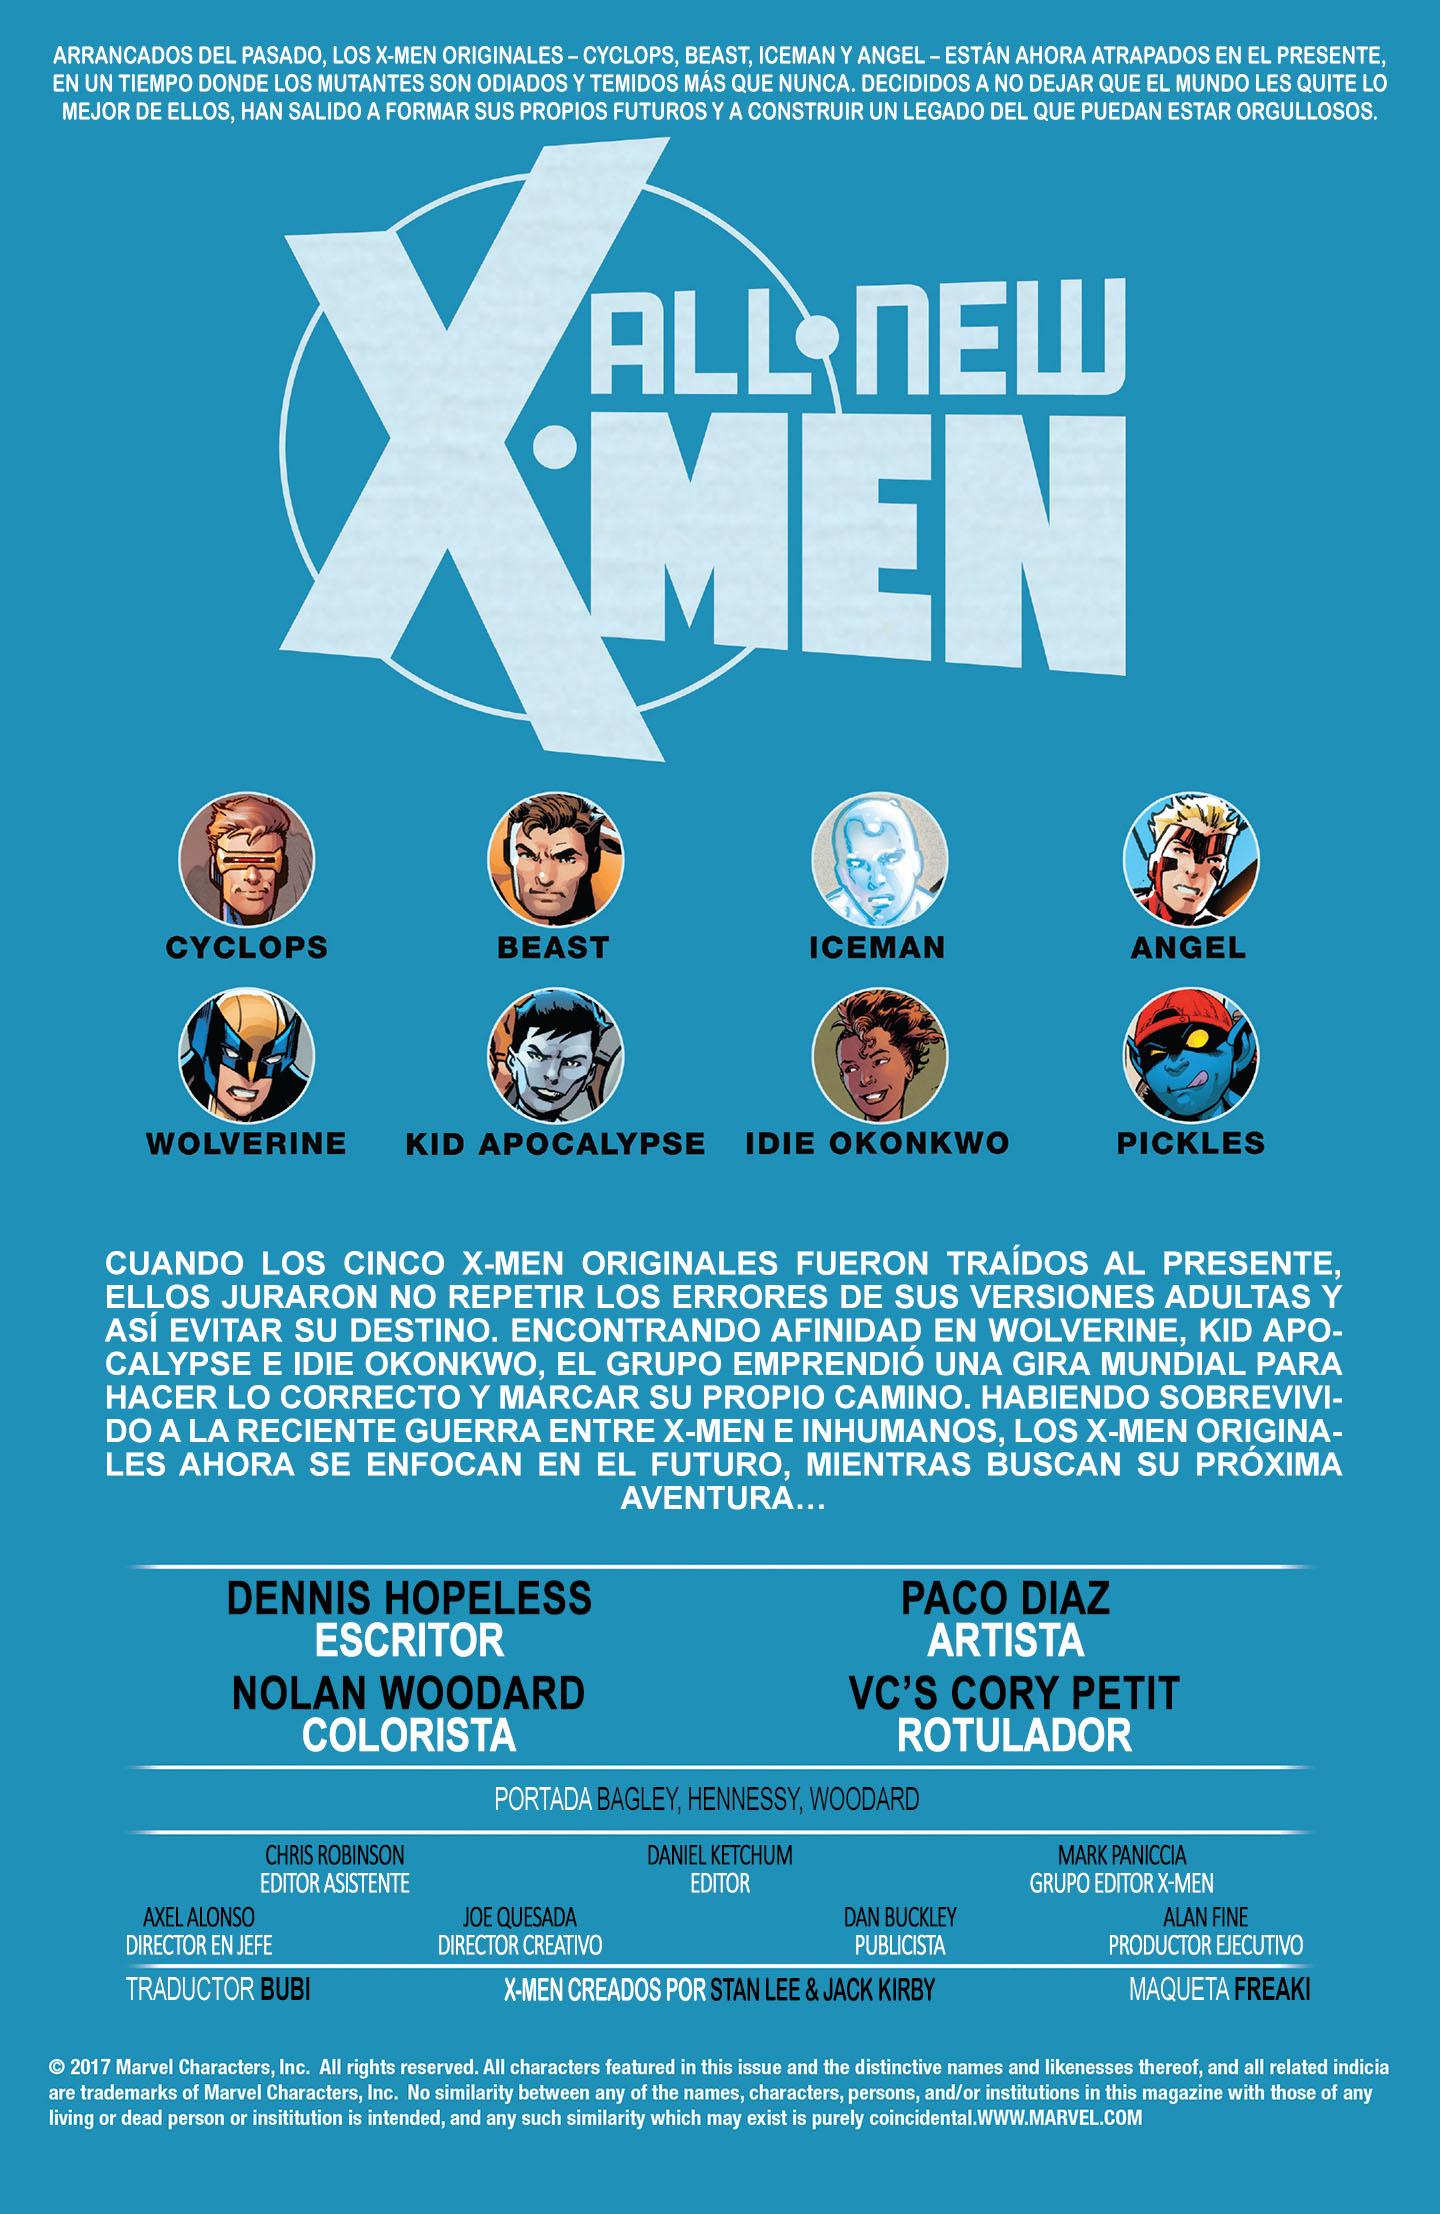 ARRANCADOS DEL PASADO, LOS X-MEN ORIGINALES – CYCLOPS, BEAST, ICEMAN Y ANGEL – ESTÁN AHORA ATRAPADOS EN EL PRESENTE,
EN UN TIEMPO DONDE LOS MUTANTES SON ODIADOS Y TEMIDOS MÁS QUE NUNCA. DECIDIDOS A NO DEJAR QUE EL MUNDO LES QUITE LO
MEJOR DE ELLOS, HAN SALIDO A FORMAR SUS PROPIOS FUTUROS Y A CONSTRUIR UN LEGADO DEL QUE PUEDAN ESTAR ORGULLOSOS.
ALL·NEW
X·MEN
CYCLOPS BEAST ICEMAN ANGEL
WOLVERINE KID APOCALYPSE IDIE OKONKWO PICKLES
CUANDO LOS CINCO X-MEN ORIGINALES FUERON TRAÍDOS AL PRESENTE,
ELLOS JURARON NO REPETIR LOS ERRORES DE SUS VERSIONES ADULTAS Y
ASÍ EVITAR SU DESTINO. ENCONTRANDO AFINIDAD EN WOLVERINE, KID APO-
CALYPSE E IDIE OKONKWO, EL GRUPO EMPRENDIÓ UNA GIRA MUNDIAL PARA
HACER LO CORRECTO Y MARCAR SU PROPIO CAMINO. HABIENDO SOBREVIVI-
DO A LA RECIENTE GUERRA ENTRE X-MEN E INHUMANOS, LOS X-MEN ORIGINA-
LES AHORA SE ENFOCAN EN EL FUTURO, MIENTRAS BUSCAN SU PRÓXIMA
AVENTURA…
DENNIS HOPELESS PACO DIAZ
ESCRITOR ARTISTA
NOLAN WOODARD VC'S CORY PETIT
COLORISTA ROTULADOR
PORTADA BAGLEY, HENNESSY, WOODARD
CHRIS ROBINSON DANIEL KETCHUM MARK PANICCIA
EDITOR ASISTENTE EDITOR GRUPO EDITOR X-MEN
AXEL ALONSO JOE QUESADA DAN BUCKLEY ALAN FINE
DIRECTOR EN JEFE DIRECTOR CREATIVO PUBLICISTA PRODUCTOR EJECUTIVO
TRADUCTOR BUBI X-MEN CREADOS POR STAN LEE & JACK KIRBY MAQUETA FREAKI
© 2017 Marvel Characters, Inc. All rights reserved. All characters featured in this issue and the distinctive names and likenesses thereof, and all related indicia
are trademarks of Marvel Characters, Inc. No similarity between any of the names, characters, persons, and/or institutions in this magazine with those of any
living or dead person or insititution is intended, and any such similarity which may exist is purely coincidental.WWW.MARVEL.COM